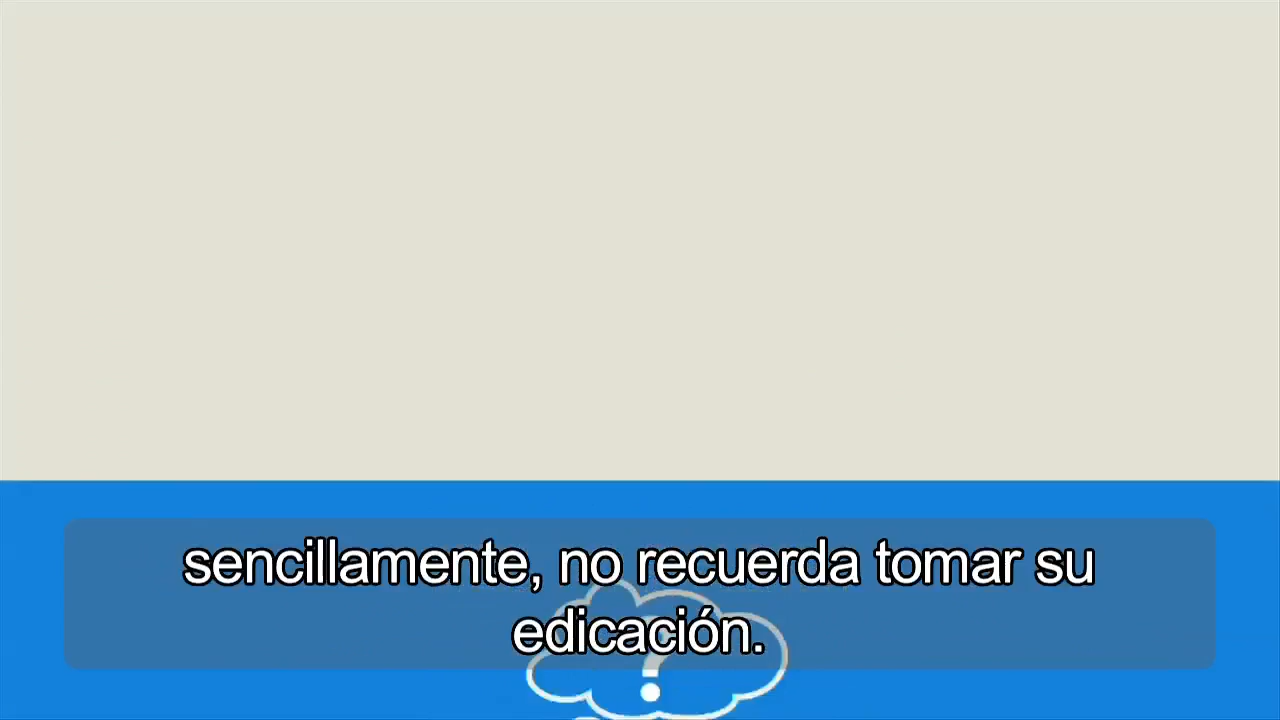 sencillamente, no recuerda tomar su
edicación.
?